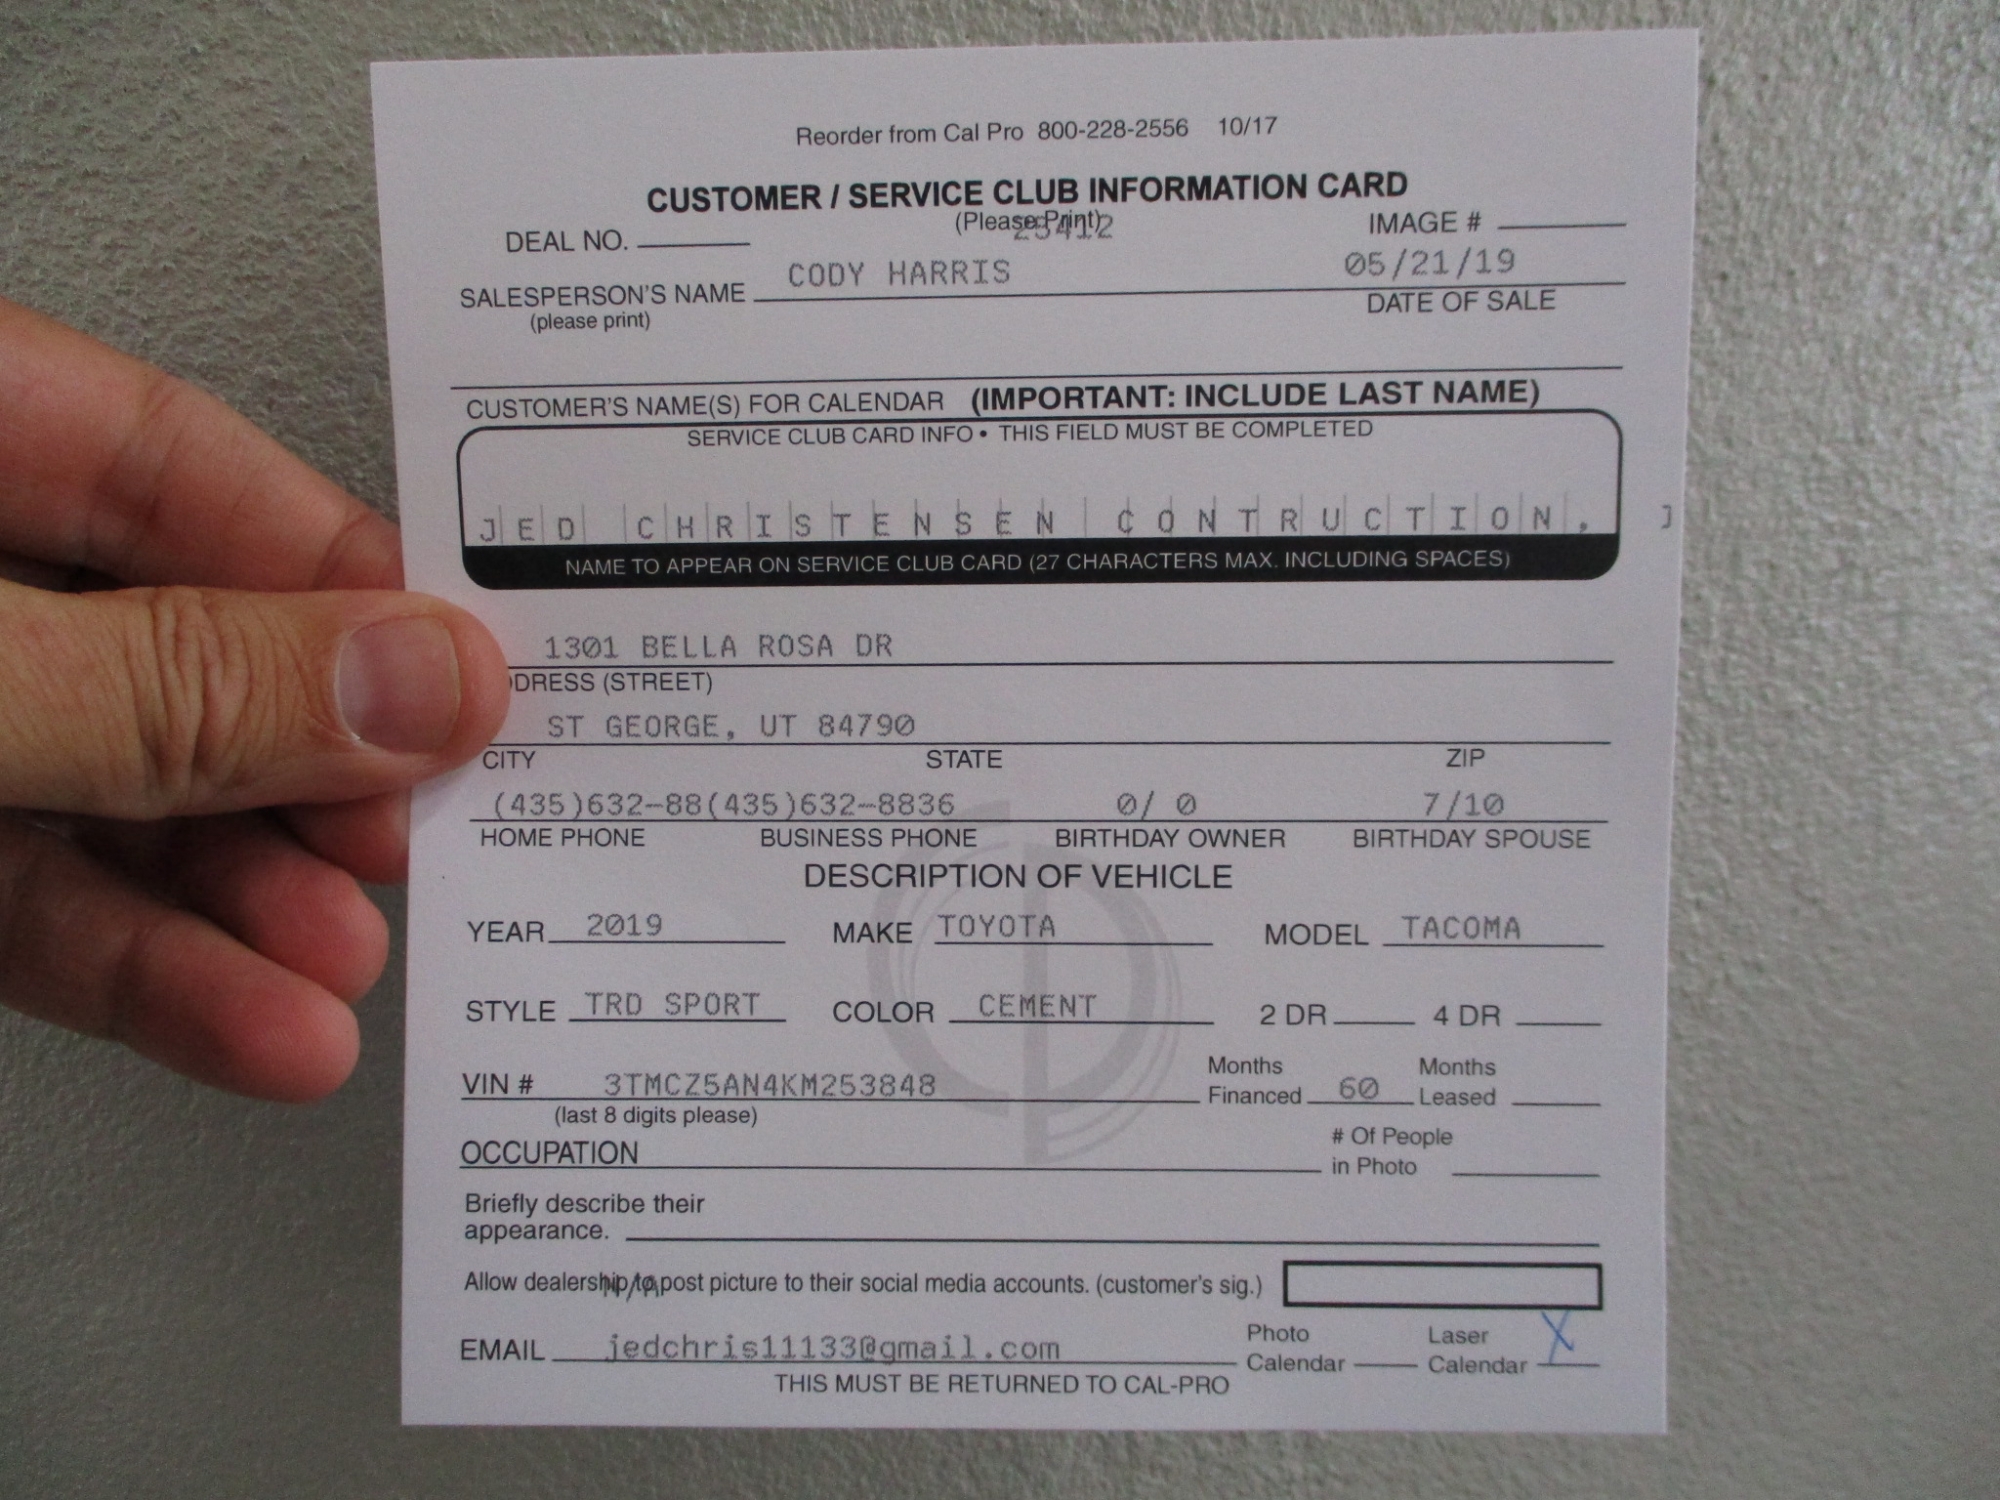 Reorder from Cal Pro 800-228-2556 10/17
CUSTOMER / SERVICE CLUB INFORMATION CARD
(Please Print)
25412
DEAL NO.
IMAGE #
SALESPERSON'S NAME CODY HARRIS 05/21/19
(please print)
DATE OF SALE
CUSTOMER'S NAME(S) FOR CALENDAR (IMPORTANT: INCLUDE LAST NAME)
SERVICE CLUB CARD INFO • THIS FIELD MUST BE COMPLETED
JED CHRISTENSEN CONTRUCTION, J
NAME TO APPEAR ON SERVICE CLUB CARD (27 CHARACTERS MAX. INCLUDING SPACES)
1301 BELLA ROSA DR
DRESS (STREET)
ST GEORGE, UT 84790
CITY STATE ZIP
(435)632-88(435)632-8836 0/ 0 7/10
HOME PHONE BUSINESS PHONE BIRTHDAY OWNER BIRTHDAY SPOUSE
DESCRIPTION OF VEHICLE
YEAR 2019 MAKE TOYOTA MODEL TACOMA
STYLE TRD SPORT COLOR CEMENT 2 DR 4 DR
VIN # 3TMCZ5AN4KM253848 Months Financed 60 Months Leased
(last 8 digits please)
OCCUPATION # Of People in Photo
Briefly describe their
appearance.
Allow dealership to post picture to their social media accounts. (customer's sig.)
N/A
EMAIL jedchris11133@gmail.com Photo Calendar Laser Calendar X
THIS MUST BE RETURNED TO CAL-PRO